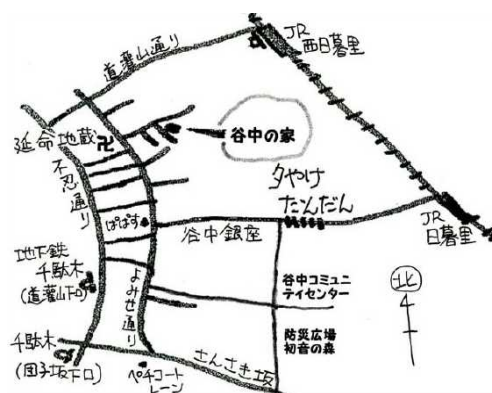 JR
西日暮里
道灌山通り
延命地蔵卍
谷中の家
不忍通り
夕やけ
だんだん
ぱぱす
谷中銀座
JR
日暮里
地下鉄
千駄木
(道灌山下口)
よみせ通り
谷中コミュニ
テイセンター
北
防災広場
初音の森
千駄木
(団子坂下口)
さんさき坂
ペチコート
レーン